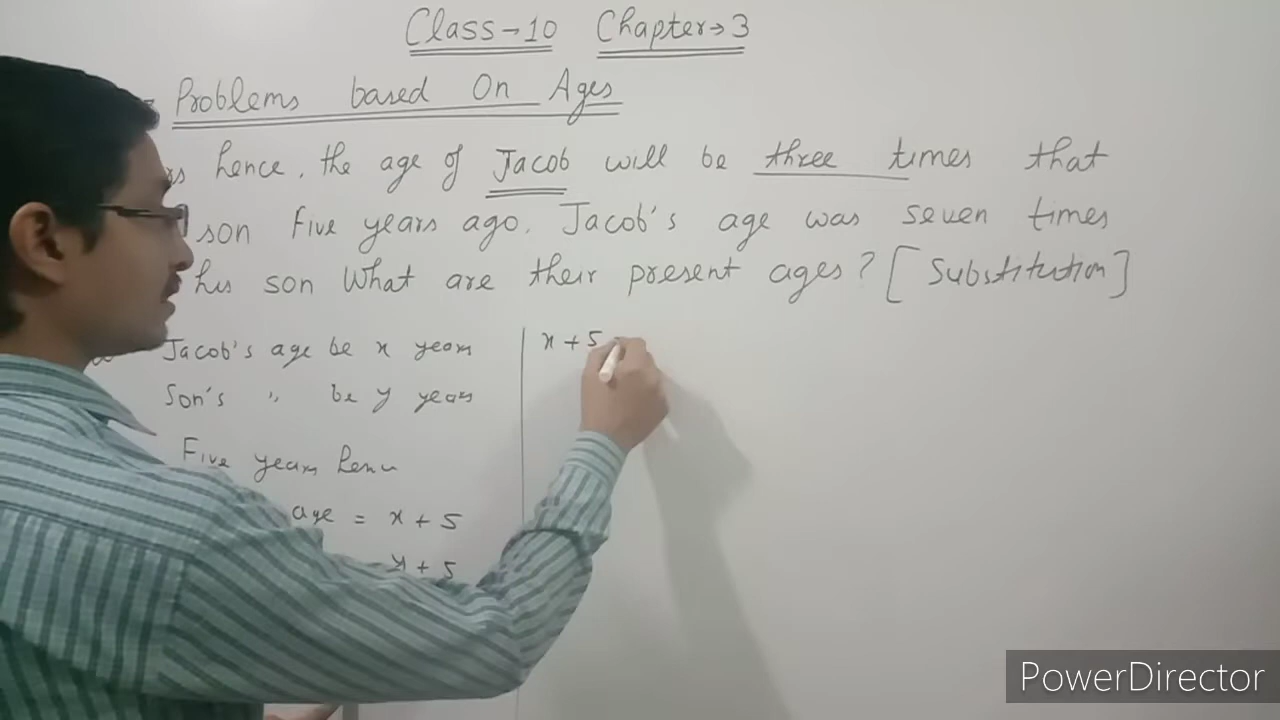 Class→10 Chapter→3
Problems based On Ages
hence, the age of Jacob will be three times that
son Five years ago. Jacob's age was seven times
his son What are their present ages? [Substitution]
Jacob's age be x years
Son's " be y years
Five years
age = x + 5
y + 5
x + 5
PowerDirector